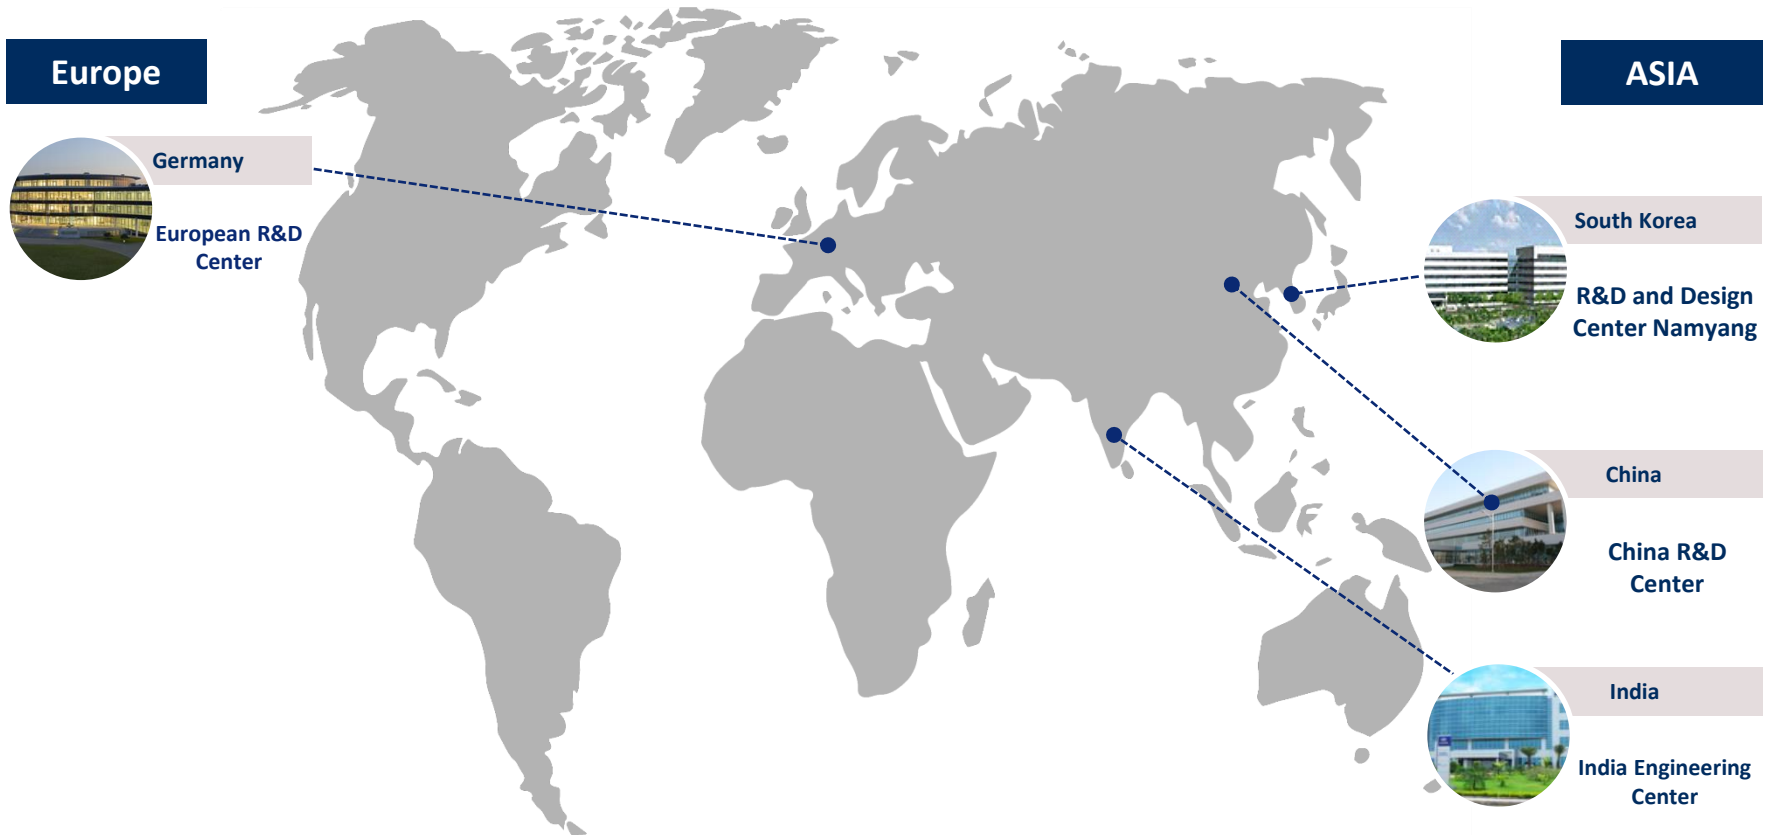 Europe
Germany
European R&D
Center
ASIA
South Korea
R&D and Design
Center Namyang
China
China R&D
Center
India
India Engineering
Center